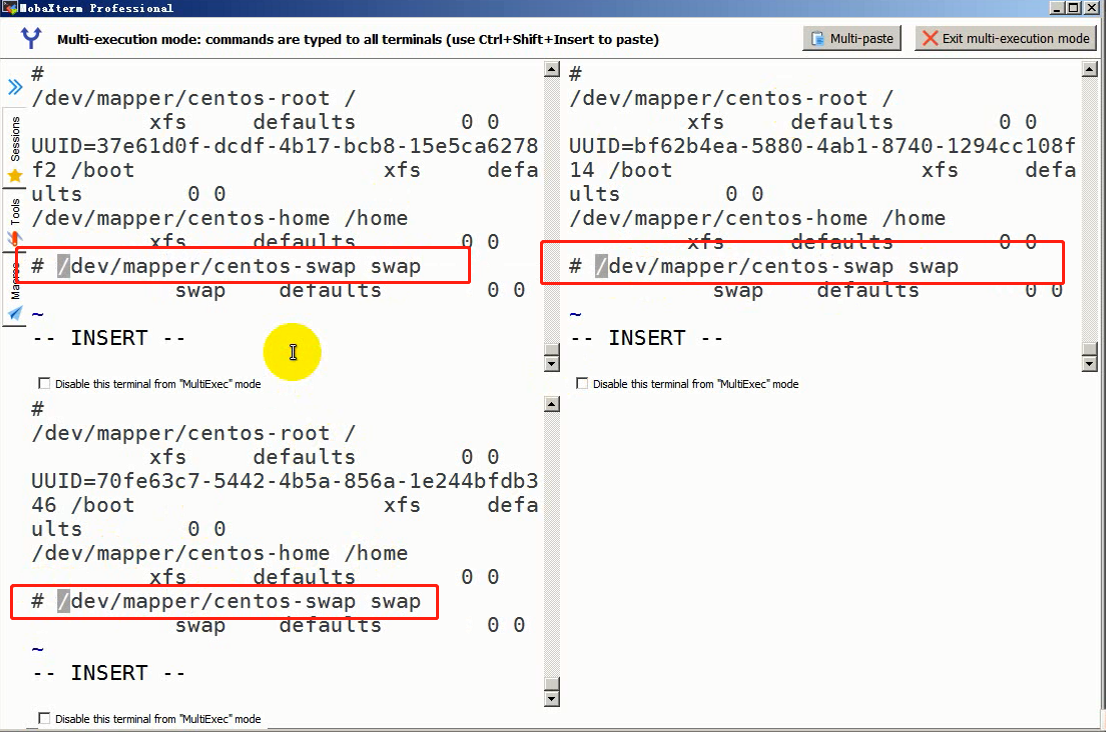 MobaXterm Professional
Multi-execution mode: commands are typed to all terminals (use Ctrl+Shift+Insert to paste)
Multi-paste
Exit multi-execution mode
Sessions
Tools
#
/dev/mapper/centos-root /
xfs defaults 0 0
UUID=37e61d0f-dcdf-4b17-bcb8-15e5ca6278
f2 /boot xfs defa
ults 0 0
/dev/mapper/centos-home /home
xfs defaults 0 0
# /dev/mapper/centos-swap swap
swap defaults 0 0
~
-- INSERT --
Disable this terminal from "MultiExec" mode
#
/dev/mapper/centos-root /
xfs defaults 0 0
UUID=bf62b4ea-5880-4ab1-8740-1294cc108f
14 /boot xfs defa
ults 0 0
/dev/mapper/centos-home /home
xfs defaults 0 0
# /dev/mapper/centos-swap swap
swap defaults 0 0
~
-- INSERT --
Disable this terminal from "MultiExec" mode
#
/dev/mapper/centos-root /
xfs defaults 0 0
UUID=70fe63c7-5442-4b5a-856a-1e244bfdb3
46 /boot xfs defa
ults 0 0
/dev/mapper/centos-home /home
xfs defaults 0 0
# /dev/mapper/centos-swap swap
swap defaults 0 0
~
-- INSERT --
Disable this terminal from "MultiExec" mode